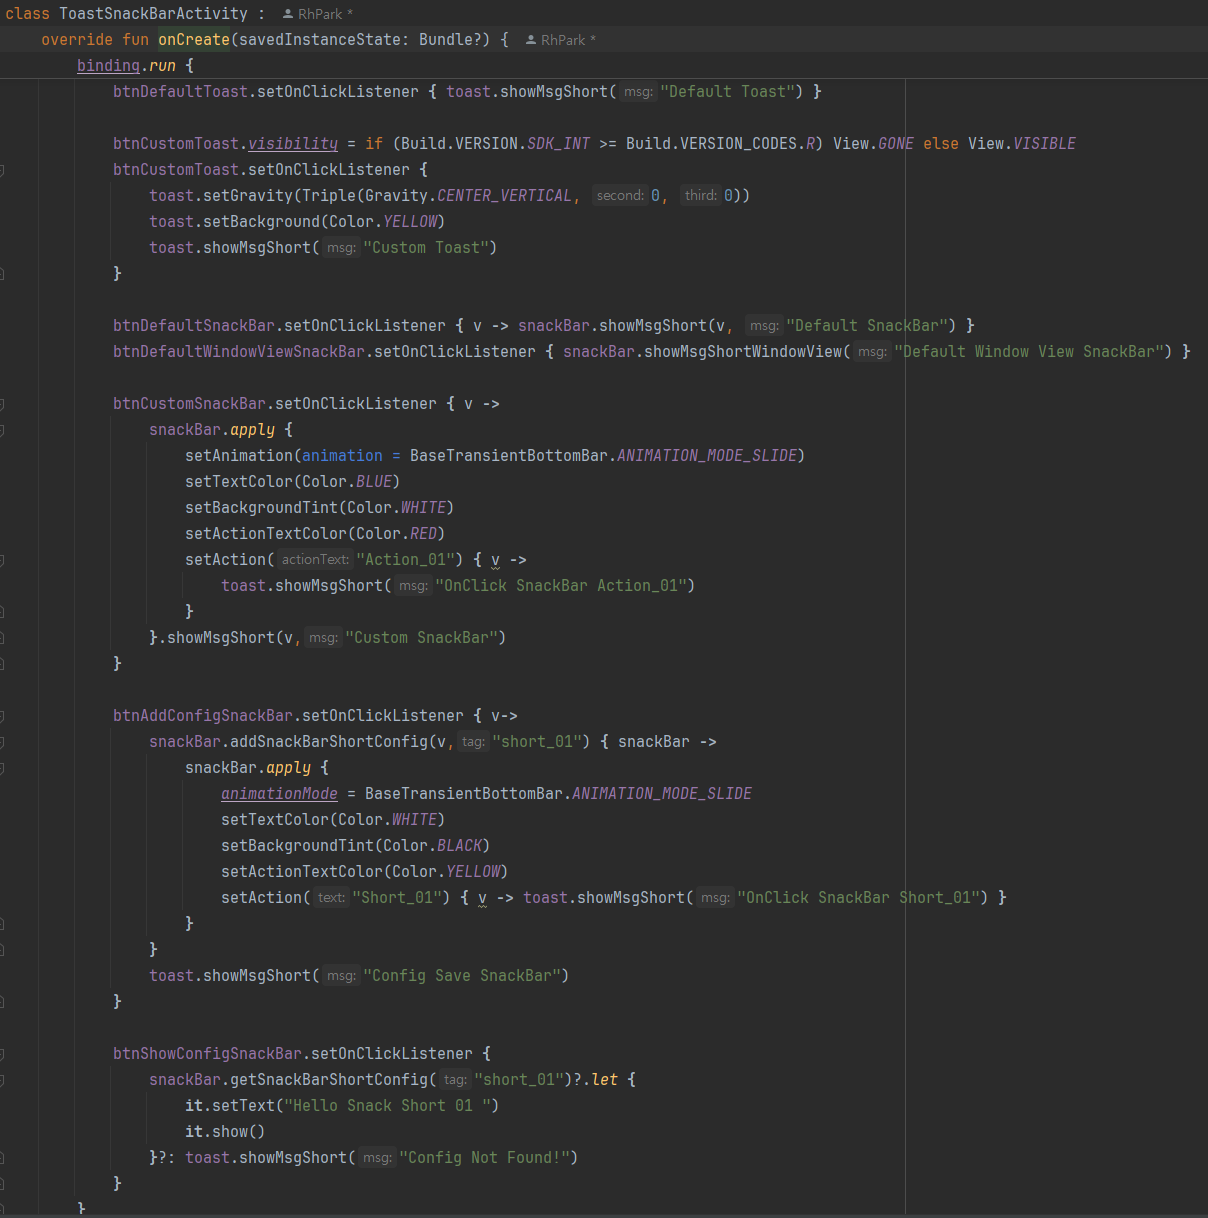 class ToastSnackBarActivity : RhPark *
override fun onCreate(savedInstanceState: Bundle?) { RhPark *
binding.run {
btnDefaultToast.setOnClickListener { toast.showMsgShort( msg: "Default Toast") }
btnCustomToast.visibility = if (Build.VERSION.SDK_INT >= Build.VERSION_CODES.R) View.GONE else View.VISIBLE
btnCustomToast.setOnClickListener {
toast.setGravity(Triple(Gravity.CENTER_VERTICAL, second: 0, third: 0))
toast.setBackground(Color.YELLOW)
toast.showMsgShort( msg: "Custom Toast")
}
btnDefaultSnackBar.setOnClickListener { v -> snackBar.showMsgShort(v, msg: "Default SnackBar") }
btnDefaultWindowViewSnackBar.setOnClickListener { snackBar.showMsgShortWindowView( msg: "Default Window View SnackBar") }
btnCustomSnackBar.setOnClickListener { v ->
snackBar.apply {
setAnimation(animation = BaseTransientBottomBar.ANIMATION_MODE_SLIDE)
setTextColor(Color.BLUE)
setBackgroundTint(Color.WHITE)
setActionTextColor(Color.RED)
setAction( actionText: "Action_01") { v ->
toast.showMsgShort( msg: "OnClick SnackBar Action_01")
}
}.showMsgShort(v, msg: "Custom SnackBar")
}
btnAddConfigSnackBar.setOnClickListener { v->
snackBar.addSnackBarShortConfig(v, tag: "short_01") { snackBar ->
snackBar.apply {
animationMode = BaseTransientBottomBar.ANIMATION_MODE_SLIDE
setTextColor(Color.WHITE)
setBackgroundTint(Color.BLACK)
setActionTextColor(Color.YELLOW)
setAction( text: "Short_01") { v -> toast.showMsgShort( msg: "OnClick SnackBar Short_01") }
}
}
toast.showMsgShort( msg: "Config Save SnackBar")
}
btnShowConfigSnackBar.setOnClickListener {
snackBar.getSnackBarShortConfig( tag: "short_01")?.let {
it.setText("Hello Snack Short 01 ")
it.show()
}?: toast.showMsgShort( msg: "Config Not Found!")
}
}